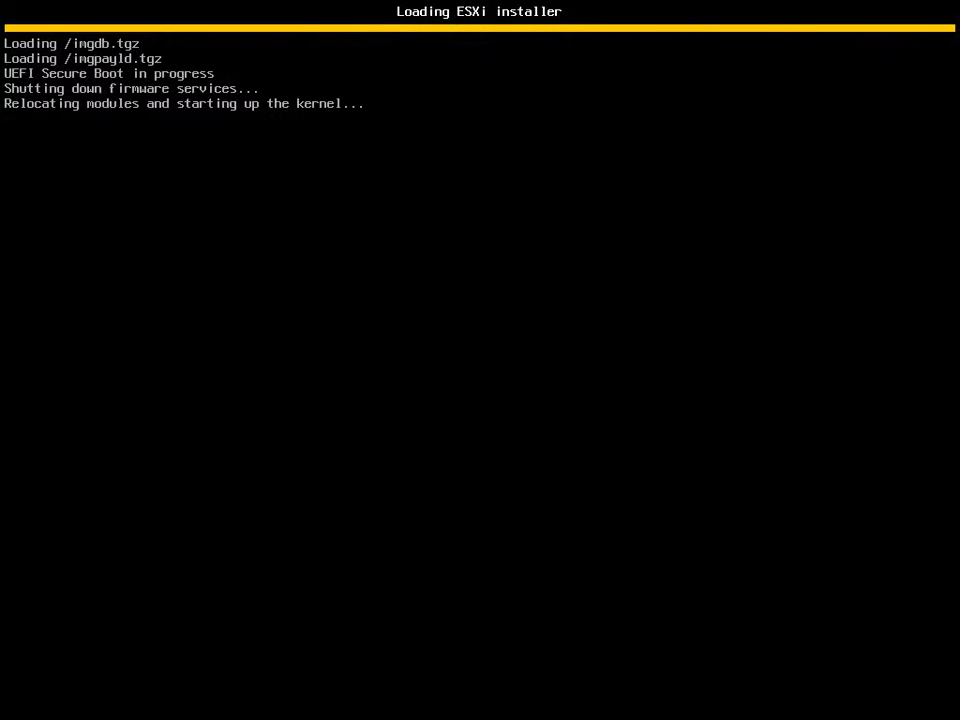 Loading ESXi installer
Loading /imgdb.tgz
Loading /imgpayld.tgz
UEFI Secure Boot in progress
Shutting down firmware services...
Relocating modules and starting up the kernel...